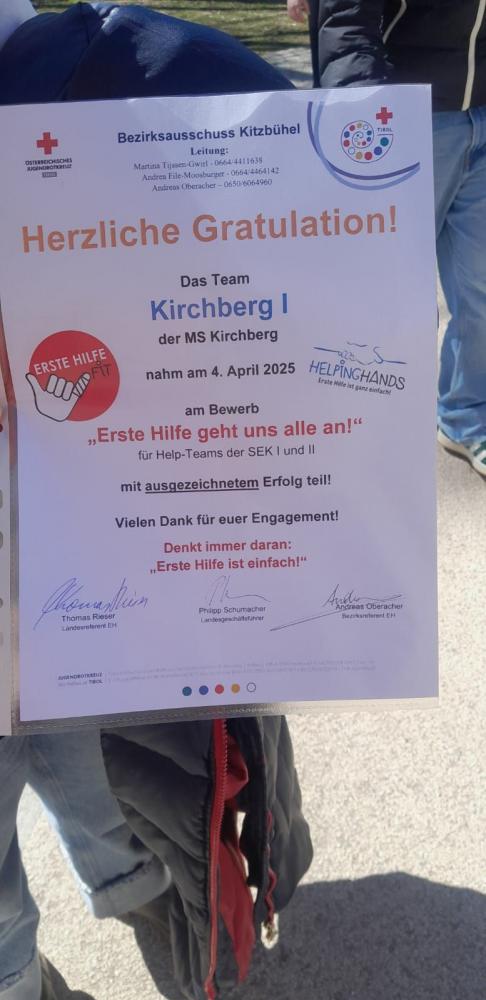 ÖSTERREICHISCHES
JUGENDROTKREUZ
TIROL
Bezirksausschuss Kitzbühel
Leitung:
Martina Tijssen-Gwirl - 0664/4411638
Andrea File-Moosburger - 0664/4464142
Andreas Oberacher – 0650/6064960
TIROL
Herzliche Gratulation!
Das Team
Kirchberg I
der MS Kirchberg
ERSTE HILFE
FIT
nahm am 4. April 2025
HELPINGHANDS
Erste Hilfe ist ganz einfach!
am Bewerb
„Erste Hilfe geht uns alle an!“
für Help-Teams der SEK I und II
mit ausgezeichnetem Erfolg teil!
Vielen Dank für euer Engagement!
Denkt immer daran:
„Erste Hilfe ist einfach!“
Thomas Rieser
Landesreferent EH
Philipp Schumacher
Landesgeschäftsführer
Andreas Oberacher
Bezirksreferent EH
JUGENDROTKREUZ
TIROL